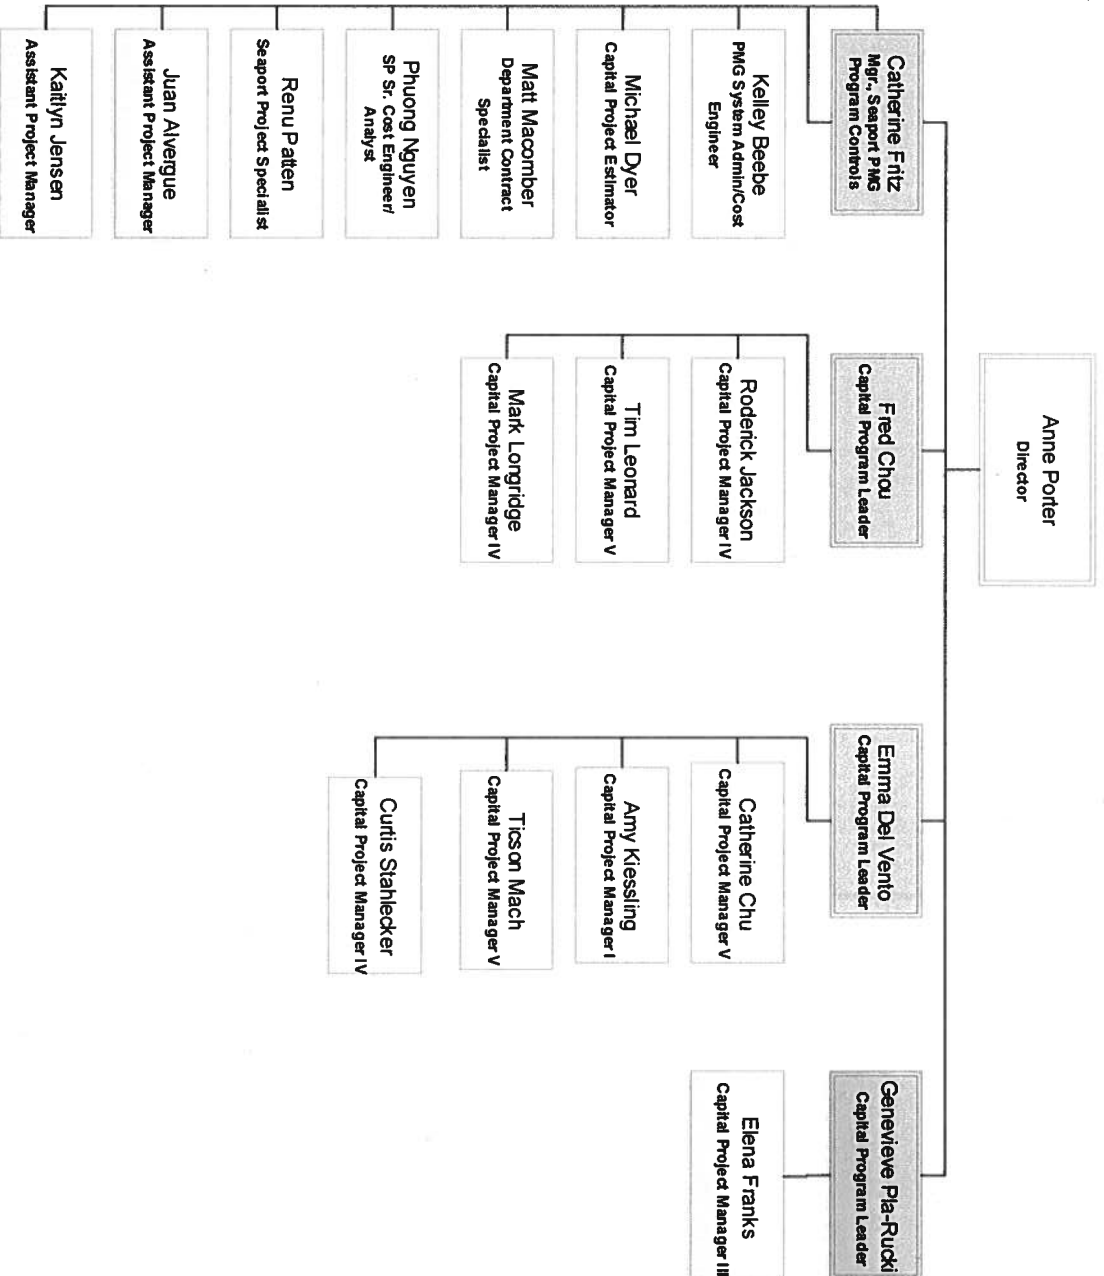 Anne Porter
Director
Catherine Fritz
Mgr., Seaport PMG
Program Controls
Kelley Beebe
PMG System Admin/Cost
Engineer
Michael Dyer
Capital Project Estimator
Matt Macomber
Department Contract
Specialist
Phuong Nguyen
SP Sr. Cost Engineer/
Analyst
Renu Patten
Seaport Project Specialist
Juan Alvergue
Assistant Project Manager
Kaitlyn Jensen
Assistant Project Manager
Fred Chou
Capital Program Leader
Roderick Jackson
Capital Project Manager IV
Tim Leonard
Capital Project Manager V
Mark Longridge
Capital Project Manager IV
Emma Del Vento
Capital Program Leader
Catherine Chu
Capital Project Manager V
Amy Kiessling
Capital Project Manager I
Ticson Mach
Capital Project Manager V
Curtis Stahlecker
Capital Project Manager IV
Genevieve Pla-Rucki
Capital Program Leader
Elena Franks
Capital Project Manager III